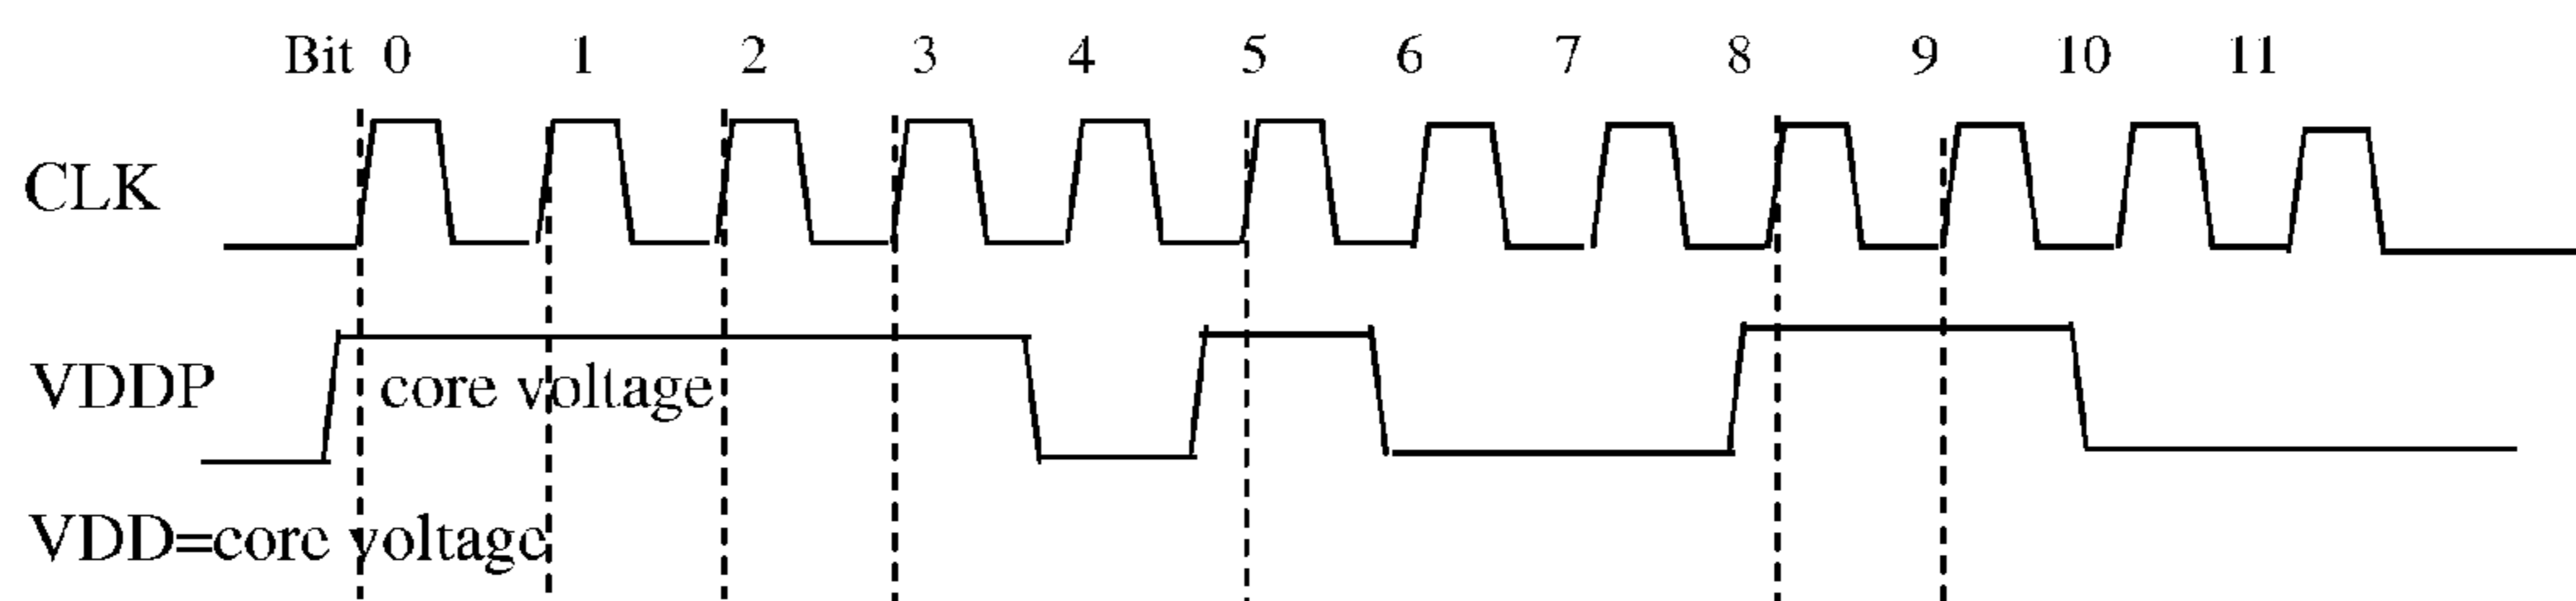 Bit 0 1 2 3 4 5 6 7 8 9 10 11
CLK
VDDP core voltage
VDD=core voltage